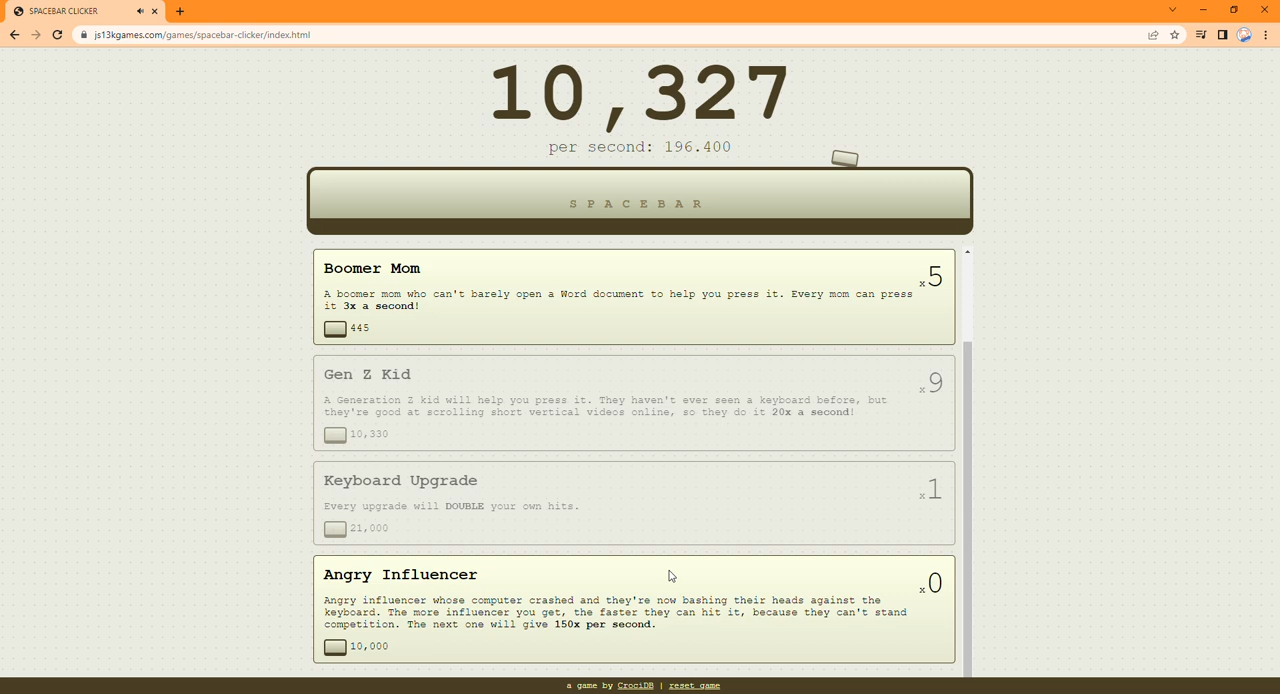 SPACEBAR CLICKER
js13kgames.com/games/spacebar-clicker/index.html
10,327
per second: 196.400
SPACEBAR
Boomer Mom
x5
A boomer mom who can't barely open a Word document to help you press it. Every mom can press
it 3x a second!
445
Gen Z Kid
x9
A Generation Z kid will help you press it. They haven't ever seen a keyboard before, but
they're good at scrolling short vertical videos online, so they do it 20x a second!
10,330
Keyboard Upgrade
x1
Every upgrade will DOUBLE your own hits.
21,000
Angry Influencer
x0
Angry influencer whose computer crashed and they're now bashing their heads against the
keyboard. The more influencer you get, the faster they can hit it, because they can't stand
competition. The next one will give 150x per second.
10,000
a game by CrociDB | reset game